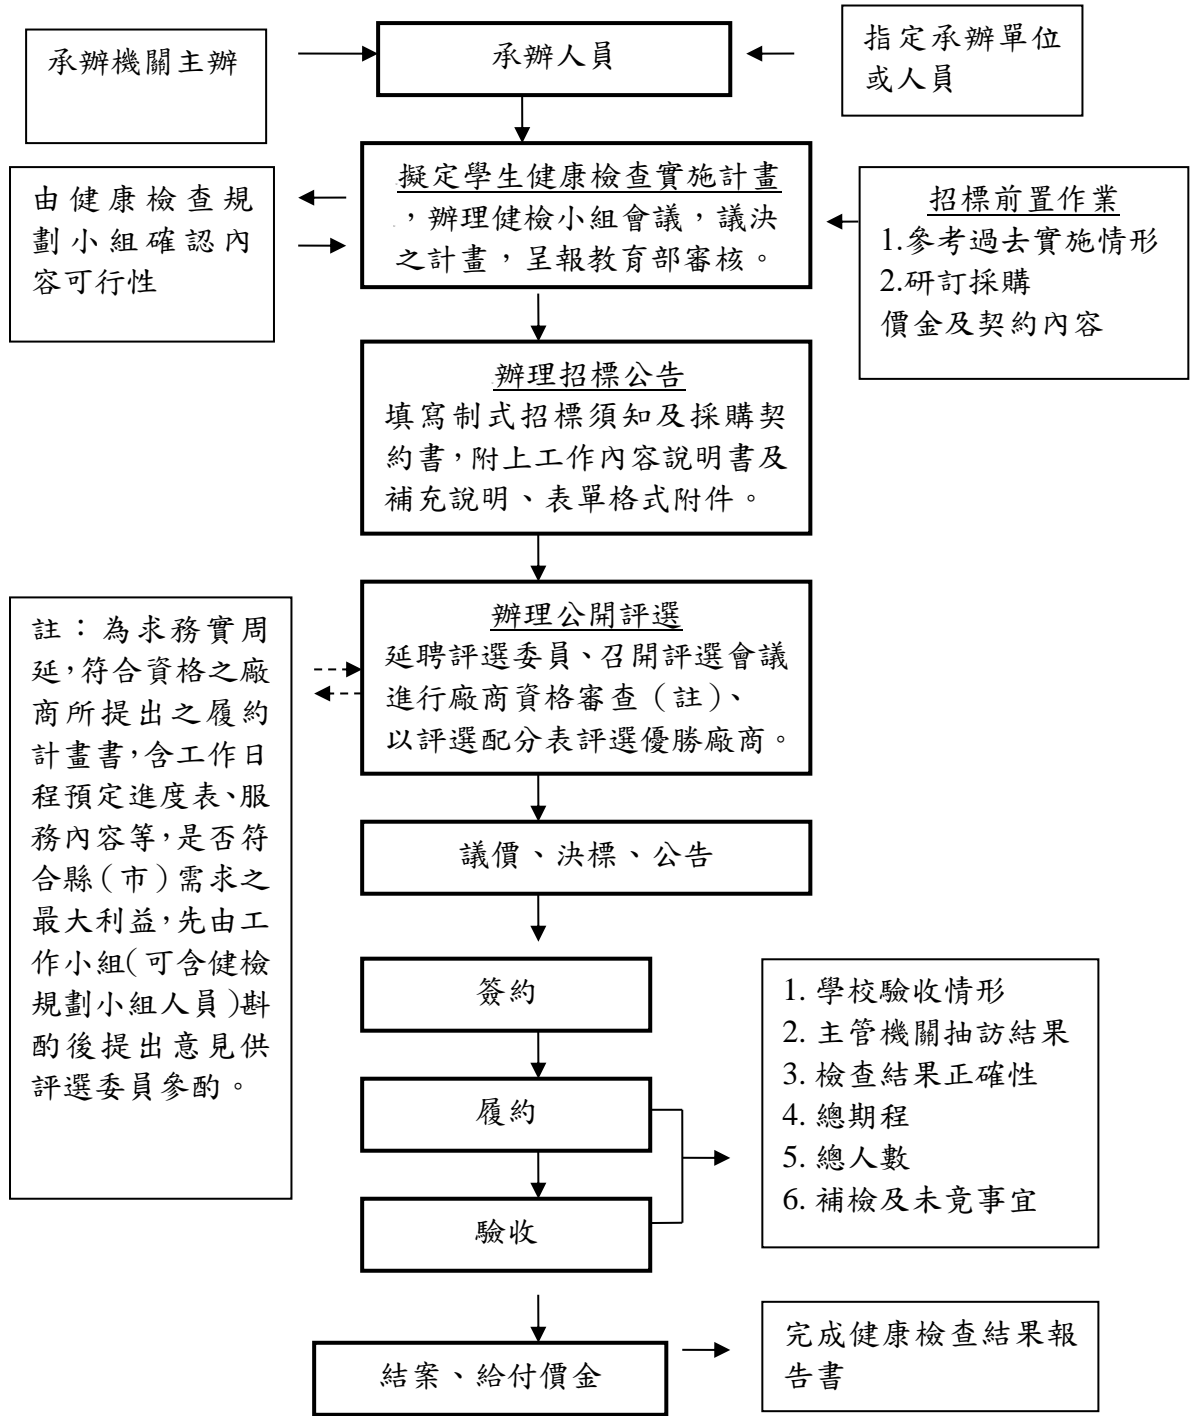 承辦機關主辦
承辦人員
指定承辦單位
或人員
由健康檢查規
劃小組確認內
容可行性
擬定學生健康檢查實施計畫
，辦理健檢小組會議，議決
之計畫，呈報教育部審核。
招標前置作業
1.參考過去實施情形
2.研訂採購
價金及契約內容
辦理招標公告
填寫制式招標須知及採購契
約書，附上工作內容說明書及
補充說明、表單格式附件。
註：為求務實周
延，符合資格之廠
商所提出之履約
計畫書，含工作日
程預定進度表、服
務內容等，是否符
合縣（市）需求之
最大利益，先由工
作小組（可含健檢
規劃小組人員）斟
酌後提出意見供
評選委員參酌。
辦理公開評選
延聘評選委員、召開評選會議
進行廠商資格審查（註）、
以評選配分表評選優勝廠商。
議價、決標、公告
簽約
履約
驗收
1. 學校驗收情形
2. 主管機關抽訪結果
3. 檢查結果正確性
4. 總期程
5. 總人數
6. 補檢及未竟事宜
結案、給付價金
完成健康檢查結果報
告書